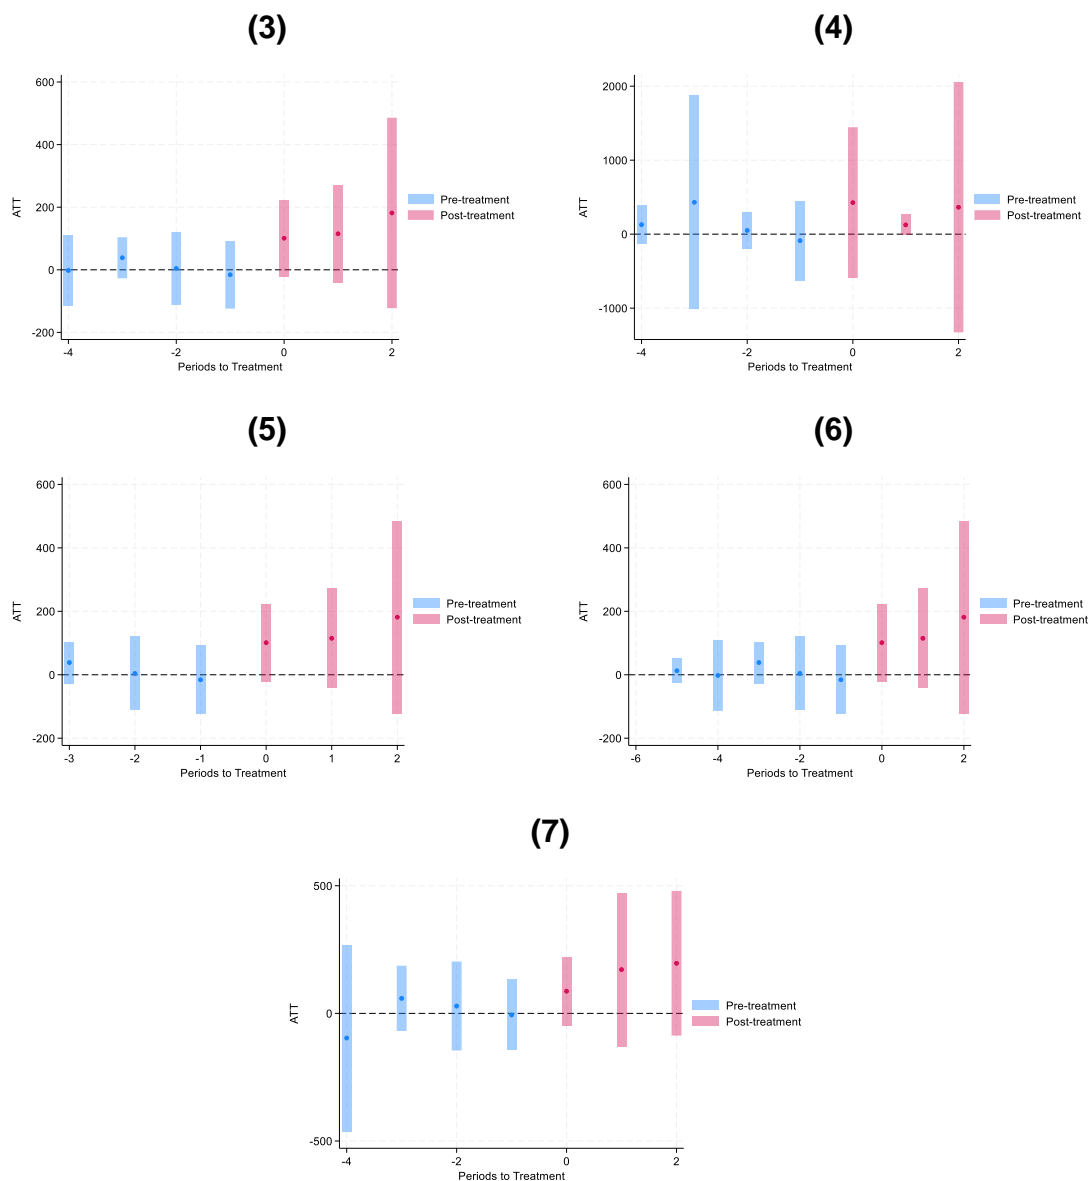 (3)
600
400
200
0
-200
-4
-2
0
2
ATT
Periods to Treatment
Pre-treatment
Post-treatment
(4)
2000
1000
0
-1000
-4
-2
0
2
ATT
Periods to Treatment
Pre-treatment
Post-treatment
(5)
600
400
200
0
-200
-3
-2
-1
0
1
2
ATT
Periods to Treatment
Pre-treatment
Post-treatment
(6)
600
400
200
0
-200
-6
-4
-2
0
2
ATT
Periods to Treatment
Pre-treatment
Post-treatment
(7)
500
0
-500
-4
-2
0
2
ATT
Periods to Treatment
Pre-treatment
Post-treatment